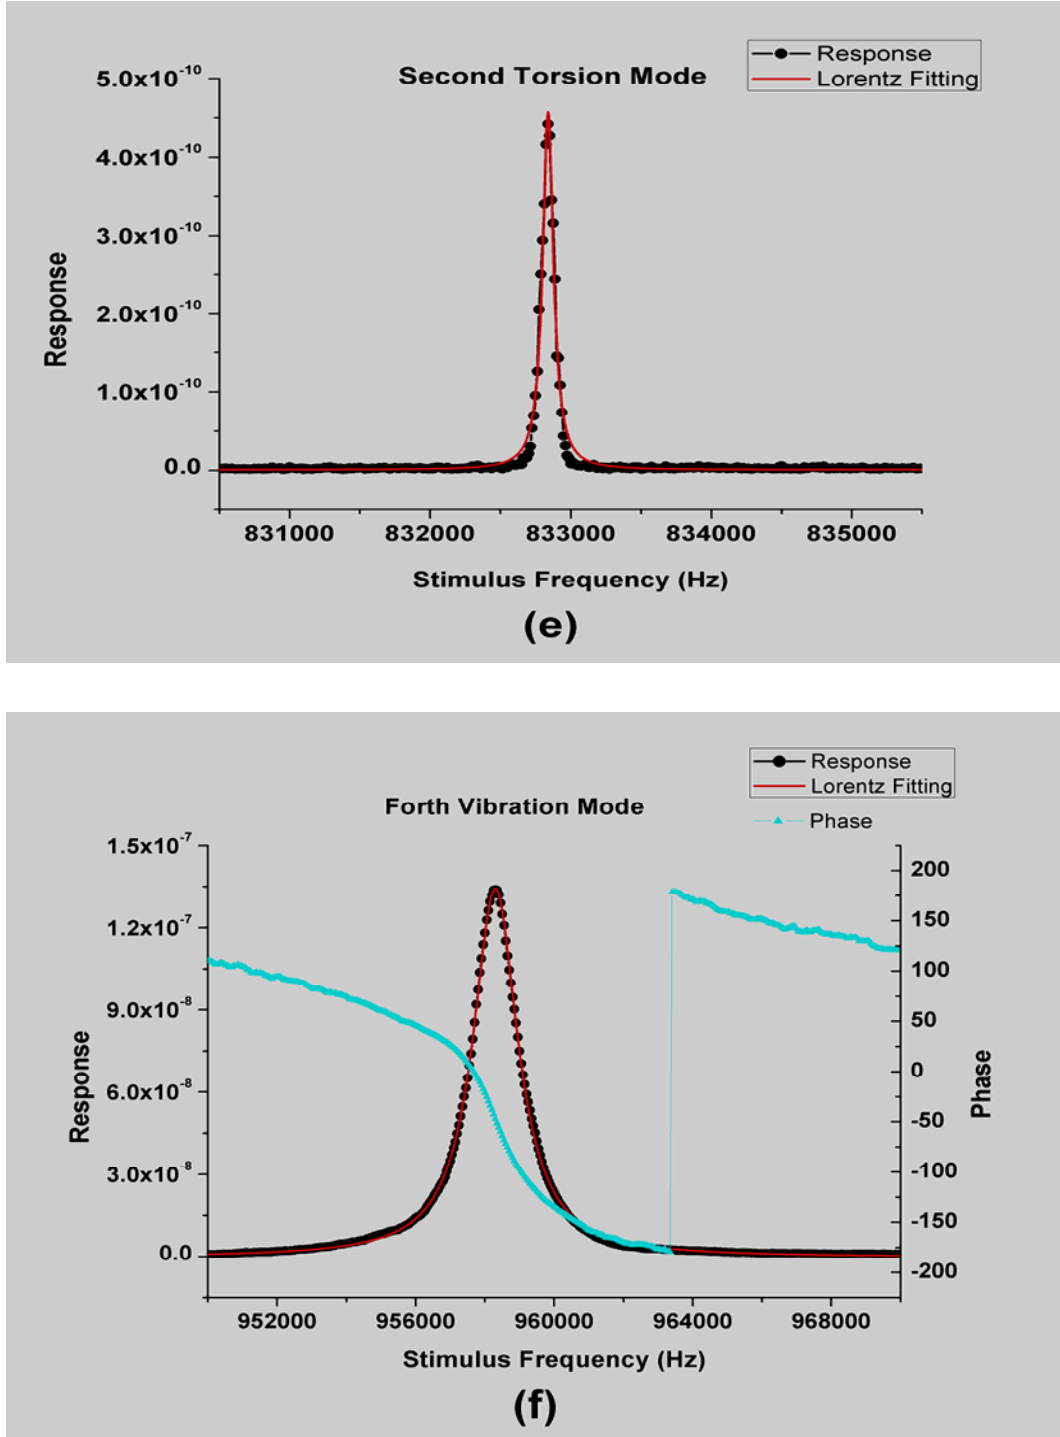 Response
Lorentz Fitting
Second Torsion Mode
5.0x10⁻¹⁰
4.0x10⁻¹⁰
3.0x10⁻¹⁰
2.0x10⁻¹⁰
1.0x10⁻¹⁰
0.0
Response
831000 832000 833000 834000 835000
Stimulus Frequency (Hz)
(e)
Response
Lorentz Fitting
Phase
Forth Vibration Mode
1.5x10⁻⁷
1.2x10⁻⁷
9.0x10⁻⁸
6.0x10⁻⁸
3.0x10⁻⁸
0.0
Response
200
150
100
50
0
-50
-100
-150
-200
Phase
952000 956000 960000 964000 968000
Stimulus Frequency (Hz)
(f)